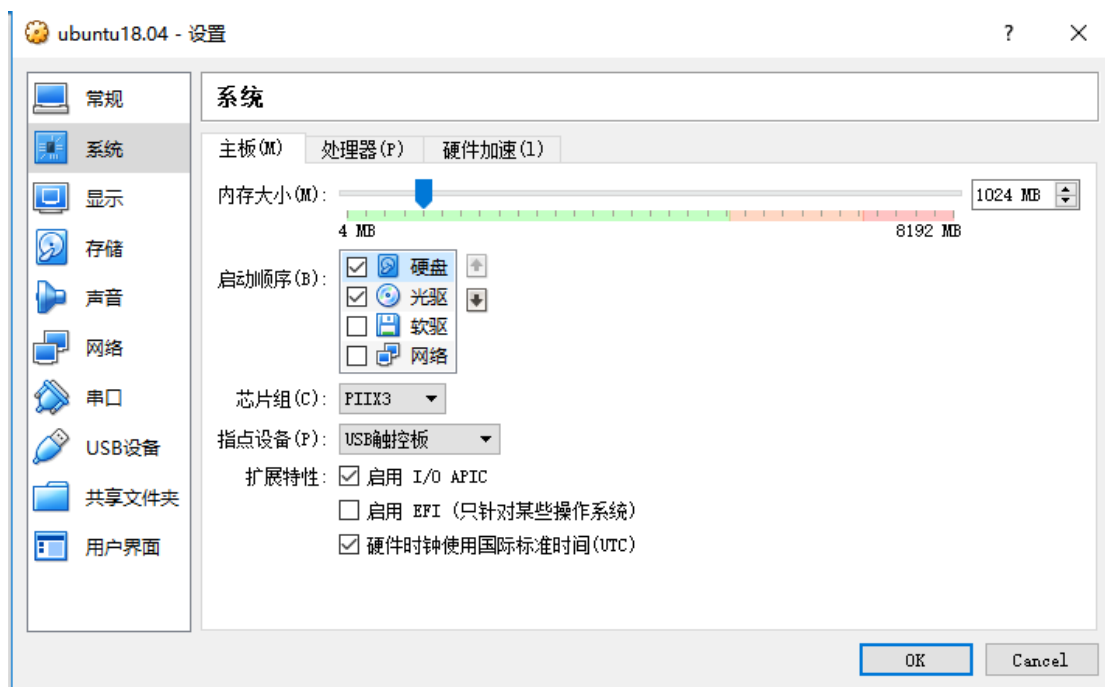 ubuntu18.04 - 设置
常规
系统
显示
存储
声音
网络
串口
USB设备
共享文件夹
用户界面
系统
主板(M) 处理器(P) 硬件加速(l)
内存大小(M): 1024 MB
4 MB 8192 MB
启动顺序(B):
硬盘
光驱
软驱
网络
芯片组(C): PIIX3
指点设备(P): USB触控板
扩展特性: 启用 I/O APIC
启用 EFI (只针对某些操作系统)
硬件时钟使用国际标准时间(UTC)
OK Cancel